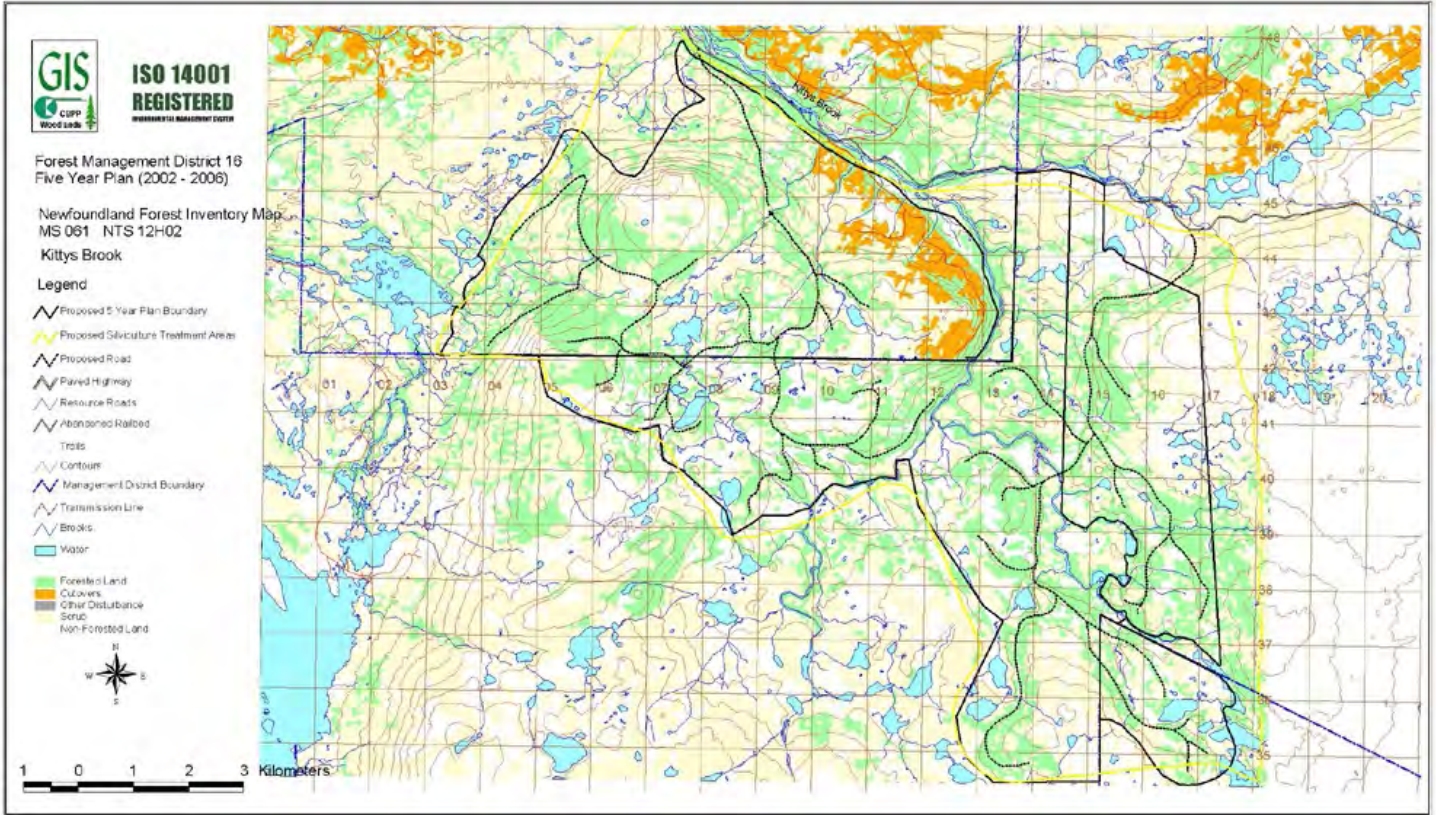 GIS
CBPP
Woodlands
ISO 14001
REGISTERED
ENVIRONMENTAL MANAGEMENT SYSTEM
Forest Management District 16
Five Year Plan (2002 - 2006)
Newfoundland Forest Inventory Map
MS 061 NTS 12H02
Kittys Brook
Legend
Proposed 5 Year Plan Boundary
Proposed Silviculture Treatment Areas
Proposed Road
Paved Highway
Resource Roads
Abandoned Railbed
Trails
Contours
Management District Boundary
Transmission Line
Brooks
Water
Forested Land
Cutovers
Other Disturbance
Scrub
Non-Forested Land
N
W E
S
1 0 1 2 3 Kilometers
Kittys Brook
48
47
46
45
44
43
42
01 02 03 04 05 06 07 08 09 10 11 12 13 14 15 16 17 18 19 20
41
40
39
38
37
36
35